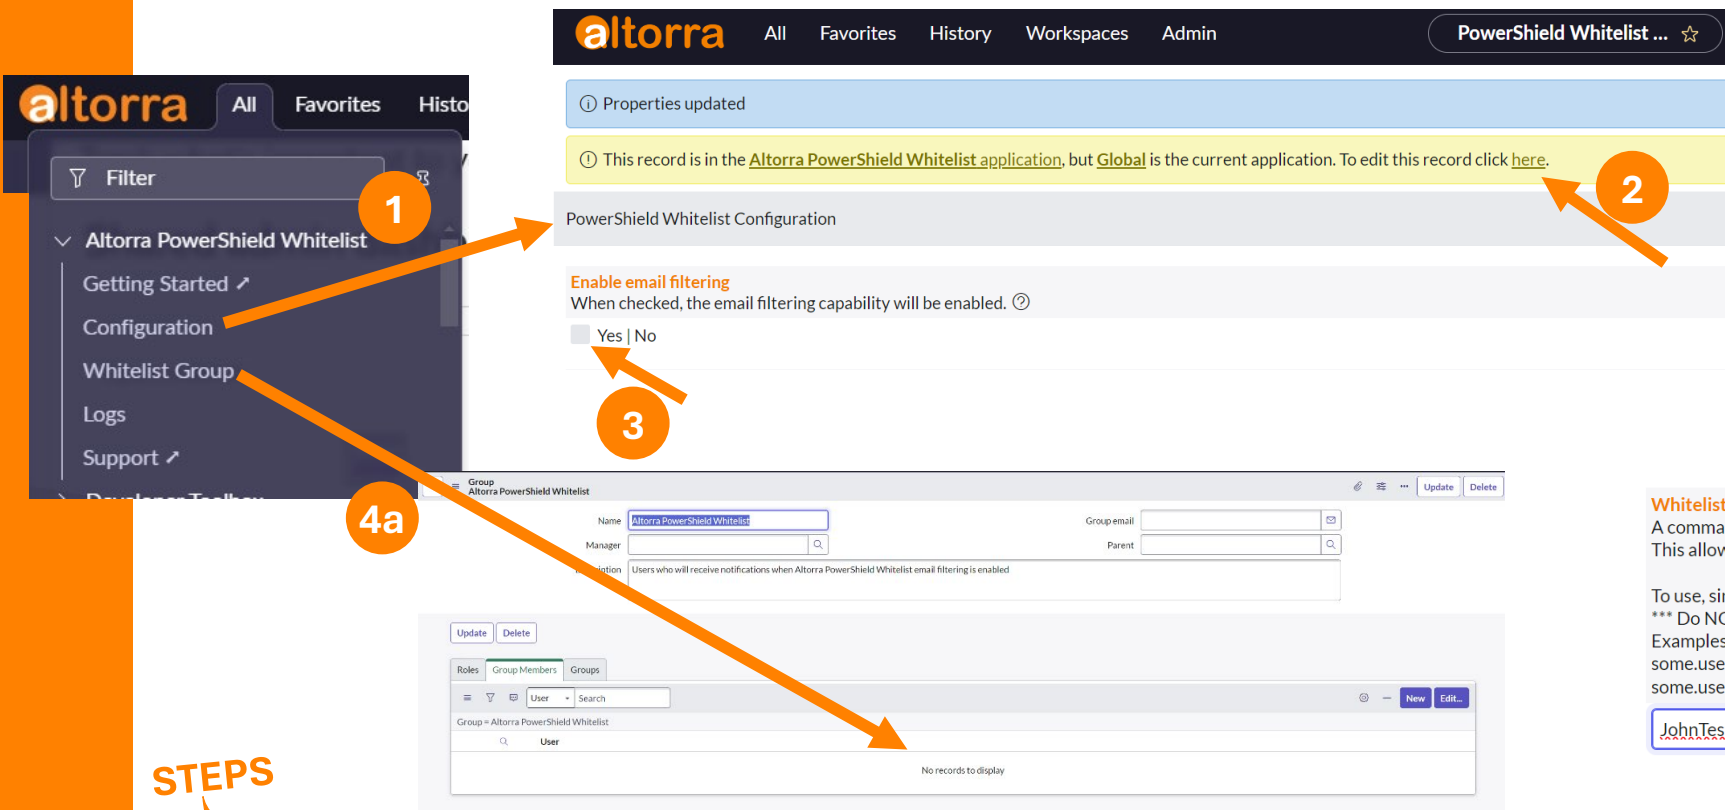 altorra All Favorites History Workspaces Admin PowerShield Whitelist ... ☆
altorra All Favorites Histo
Properties updated
This record is in the Altorra PowerShield Whitelist application, but Global is the current application. To edit this record click here.
Filter
1
2
Altorra PowerShield Whitelist
PowerShield Whitelist Configuration
Getting Started
Configuration
Whitelist Group
Logs
Support
Enable email filtering
When checked, the email filtering capability will be enabled.
Yes | No
3
4a
Group
Altorra PowerShield Whitelist
Update Delete
Name Altorra PowerShield Whitelist
Group email
Manager
Parent
Users who will receive notifications when Altorra PowerShield Whitelist email filtering is enabled
Update Delete
Roles Group Members Groups
User Search
New Edit...
Group = Altorra PowerShield Whitelist
User
No records to display
Whitelist
A comma
This allow
To use, si
*** Do NO
Examples
some.use
some.use
JohnTes
STEPS